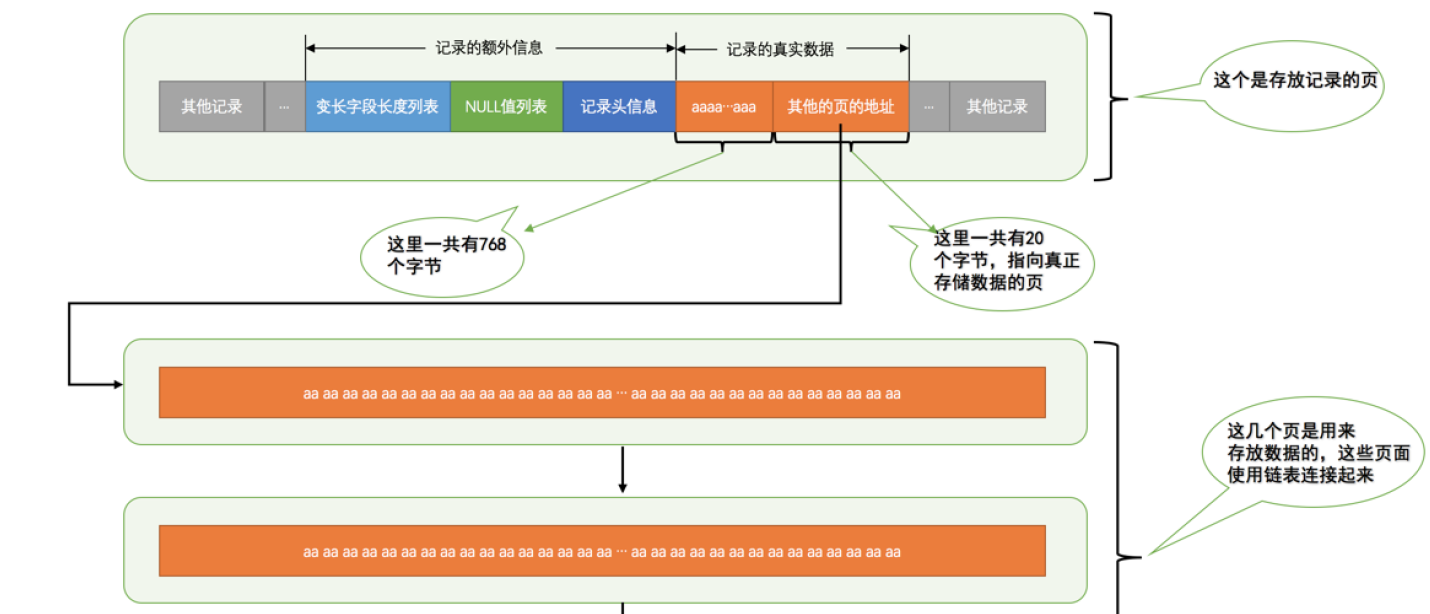 记录的额外信息
记录的真实数据
这个是存放记录的页
其他记录
...
变长字段长度列表
NULL值列表
记录头信息
aaaa...aaa
其他的页的地址
...
其他记录
这里一共有768
个字节
这里一共有20
个字节，指向真正
存储数据的页
aa aa aa aa aa aa aa aa aa aa aa aa aa aa aa aa ... aa aa aa aa aa aa aa aa aa aa aa aa aa aa
这几个页是用来
存放数据的，这些页面
使用链表连接起来
aa aa aa aa aa aa aa aa aa aa aa aa aa aa aa aa ... aa aa aa aa aa aa aa aa aa aa aa aa aa aa